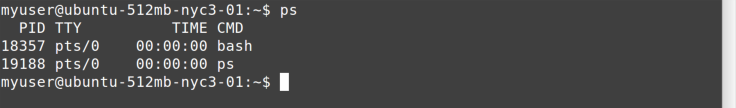 myuser@ubuntu-512mb-nyc3-01:~$ ps
  PID TTY          TIME CMD
18357 pts/0    00:00:00 bash
19188 pts/0    00:00:00 ps
myuser@ubuntu-512mb-nyc3-01:~$